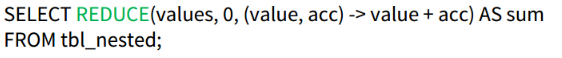 SELECT REDUCE(values, 0, (value, acc) -> value + acc) AS sum
FROM tbl_nested;